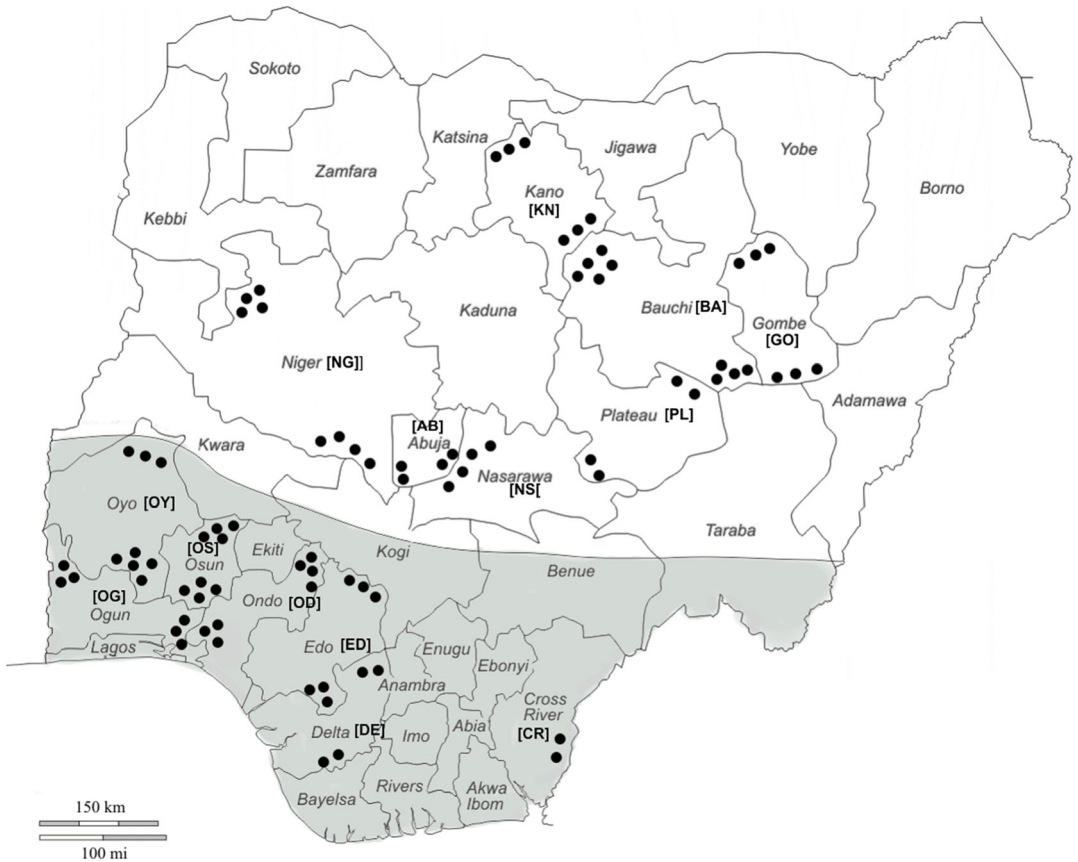 Sokoto
Katsina
Jigawa
Yobe
Zamfara
Borno
Kano
[KN]
Kebbi
Kaduna
Bauchi [BA]
Gombe
[GO]
Niger [NG]]
Adamawa
Plateau [PL]
[AB]
Abuja
Kwara
Nasarawa
[NS[
Oyo [OY]
Taraba
[OS]
Osun
Ekiti
Kogi
Benue
[OG]
Ogun
Ondo [OD]
Lagos
Edo [ED]
Enugu
Ebonyi
Anambra
Cross
River
[CR]
Delta [DE]
Imo
Abia
Bayelsa
Rivers
Akwa
Ibom
150 km
100 mi